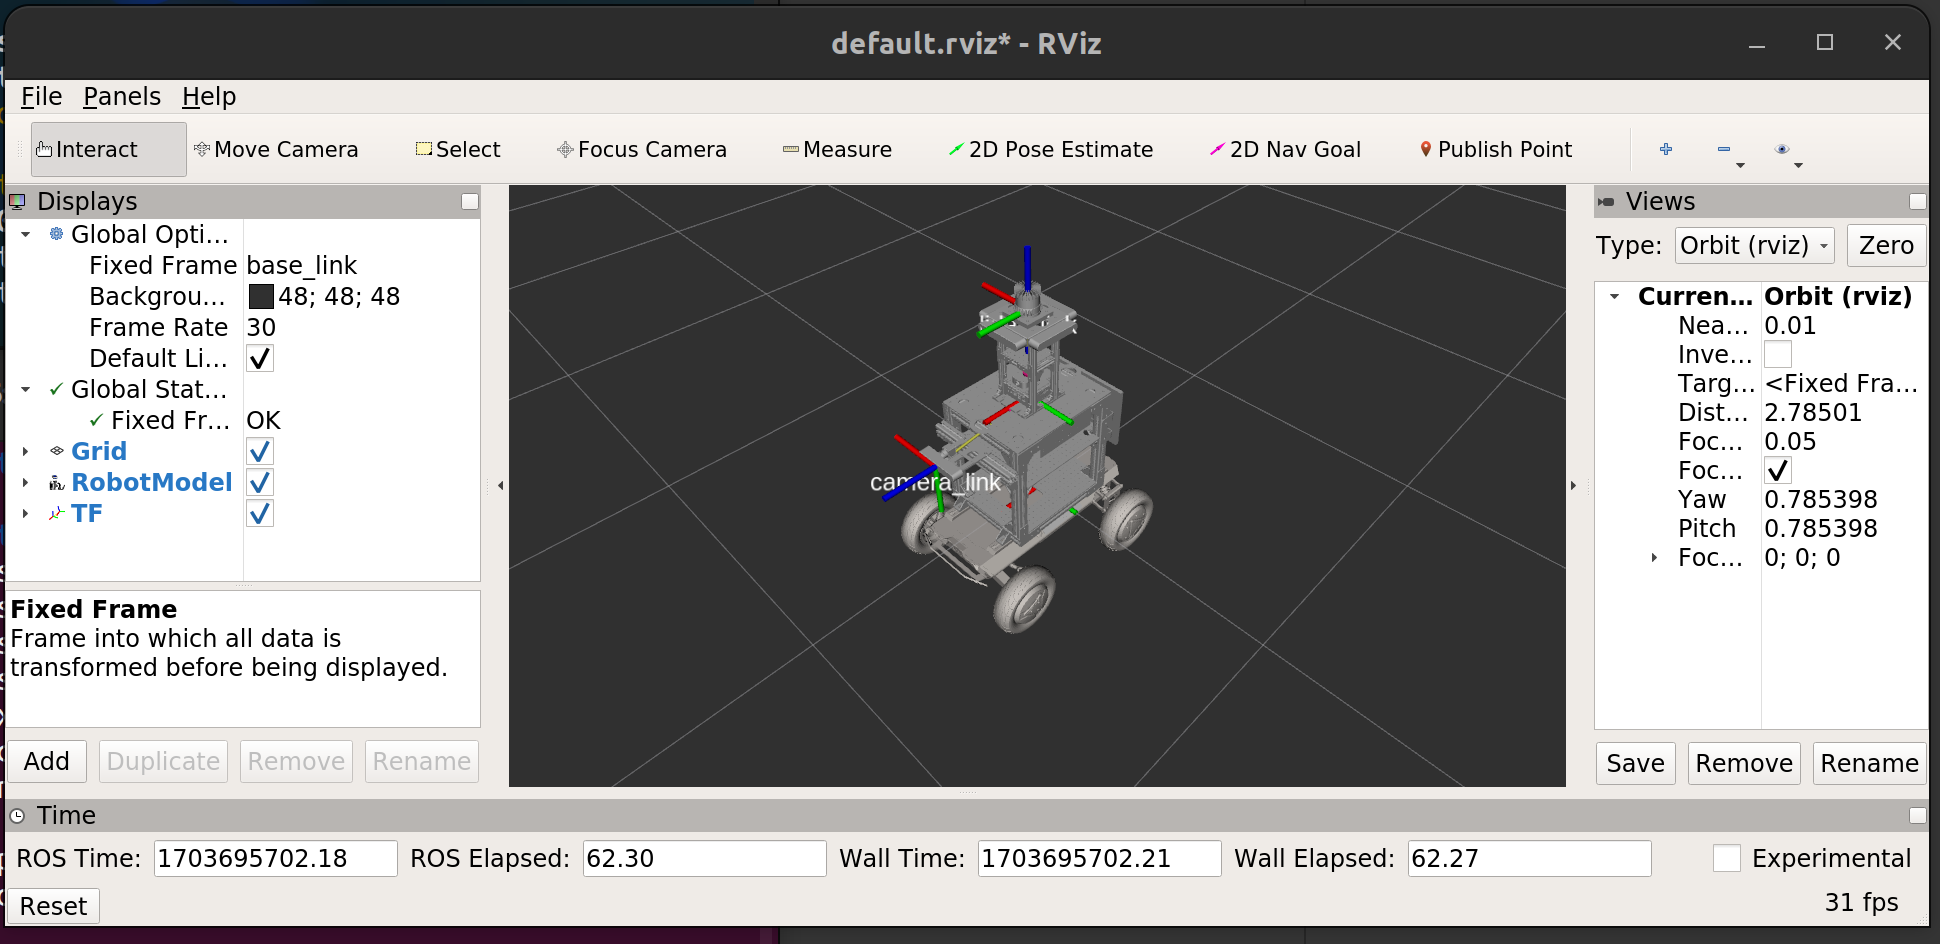 default.rviz* - RViz
File Panels Help
Interact Move Camera Select Focus Camera Measure 2D Pose Estimate 2D Nav Goal Publish Point
Displays
Global Opti...
Fixed Frame base_link
Backgrou... 48; 48; 48
Frame Rate 30
Default Li...
Global Stat...
Fixed Fr... OK
Grid
RobotModel
TF
Fixed Frame
Frame into which all data is
transformed before being displayed.
Add Duplicate Remove Rename
camera_link
Views
Type: Orbit (rviz) Zero
Curren... Orbit (rviz)
Nea... 0.01
Inve...
Targ... <Fixed Fra...
Dist... 2.78501
Foc... 0.05
Foc...
Yaw 0.785398
Pitch 0.785398
Foc... 0; 0; 0
Save Remove Rename
Time
ROS Time: 1703695702.18 ROS Elapsed: 62.30 Wall Time: 1703695702.21 Wall Elapsed: 62.27 Experimental
Reset 31 fps